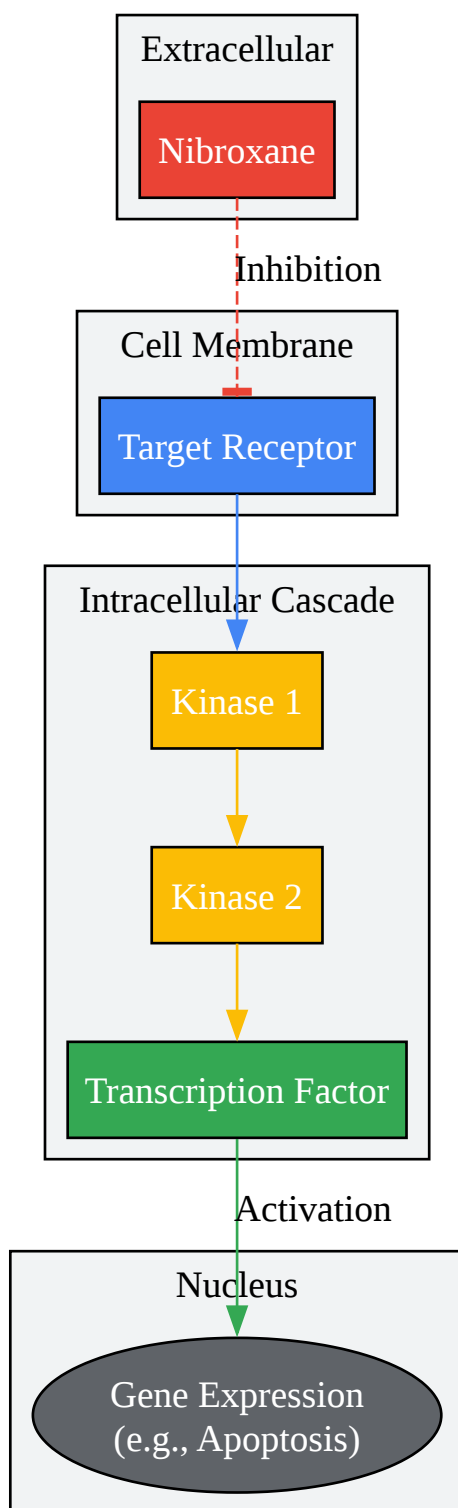 Extracellular
Nibroxane
Inhibition
Cell Membrane
Target Receptor
Intracellular Cascade
Kinase 1
Kinase 2
Transcription Factor
Activation
Nucleus
Gene Expression
(e.g., Apoptosis)